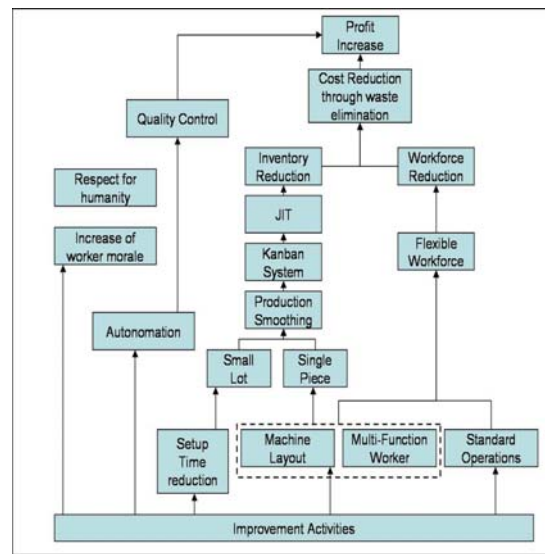 Profit
Increase
Cost Reduction
through waste
elimination
Quality Control
Inventory
Reduction
Workforce
Reduction
Respect for
humanity
JIT
Increase of
worker morale
Kanban
System
Flexible
Workforce
Production
Smoothing
Autonomation
Small
Lot
Single
Piece
Setup
Time
reduction
Machine
Layout
Multi-Function
Worker
Standard
Operations
Improvement Activities